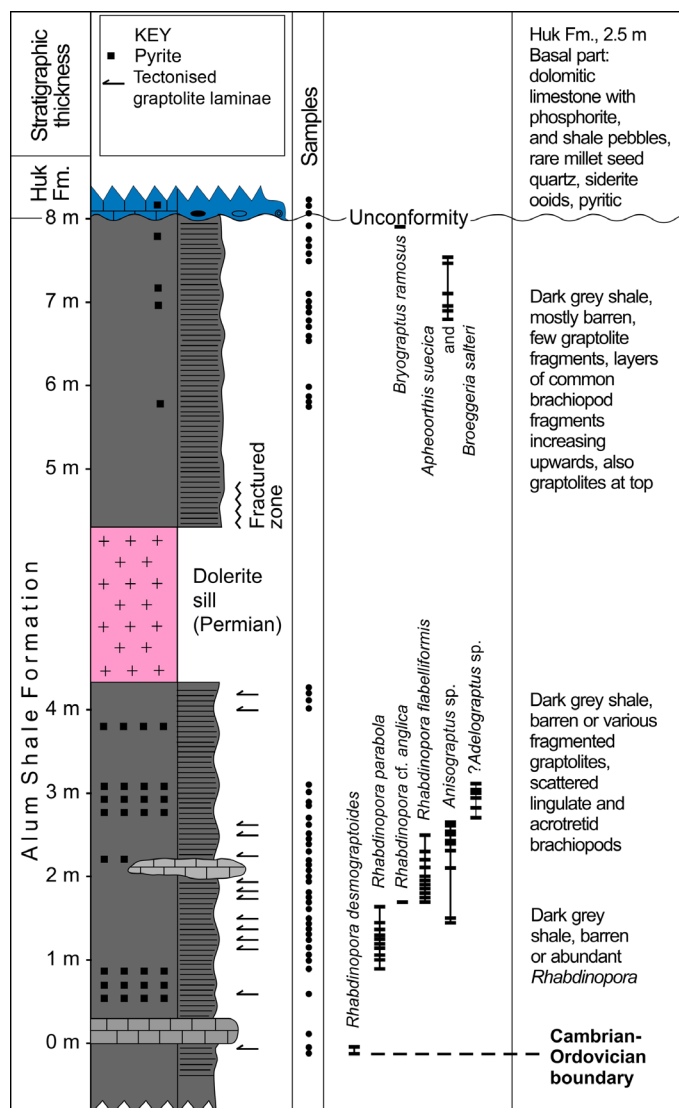 Stratigraphic
thickness
KEY
Pyrite
Tectonised
graptolite laminae
Samples
Huk Fm., 2.5 m
Basal part:
dolomitic
limestone with
phosphorite,
and shale pebbles,
rare millet seed
quartz, siderite
ooids, pyritic
Huk
Fm.
8 m
Unconformity
7 m
6 m
5 m
Bryograptus ramosus
Apheoorthis suecica
and
Broeggeria salteri
Dark grey shale,
mostly barren,
few graptolite
fragments, layers
of common
brachiopod
fragments
increasing
upwards, also
graptolites at top
Fractured
zone
Alum Shale Formation
Dolerite
sill
(Permian)
4 m
3 m
2 m
1 m
0 m
Rhabdinopora desmograptoides
Rhabdinopora parabola
Rhabdinopora cf. anglica
Rhabdinopora flabelliformis
Anisograptus sp.
?Adelograptus sp.
Dark grey shale,
barren or various
fragmented
graptolites,
scattered
lingulate and
acrotretid
brachiopods
Dark grey
shale, barren
or abundant
Rhabdinopora
Cambrian-
Ordovician
boundary